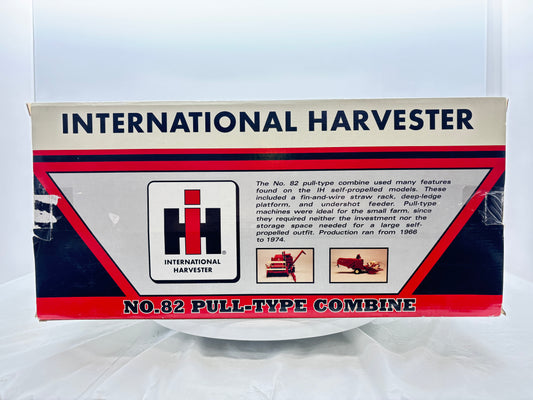 INTERNATIONAL HARVESTER
The No. 82 pull-type combine used many features
found on the IH self-propelled models. These
included a fin-and-wire straw rack, deep-ledge
platform, and undershot feeder. Pull-type
machines were ideal for the small farm, since
they required neither the investment nor the
storage space needed for a large self-
propelled outfit. Production ran from 1966
to 1974.
IH
®
INTERNATIONAL
HARVESTER
NO.82 PULL-TYPE COMBINE